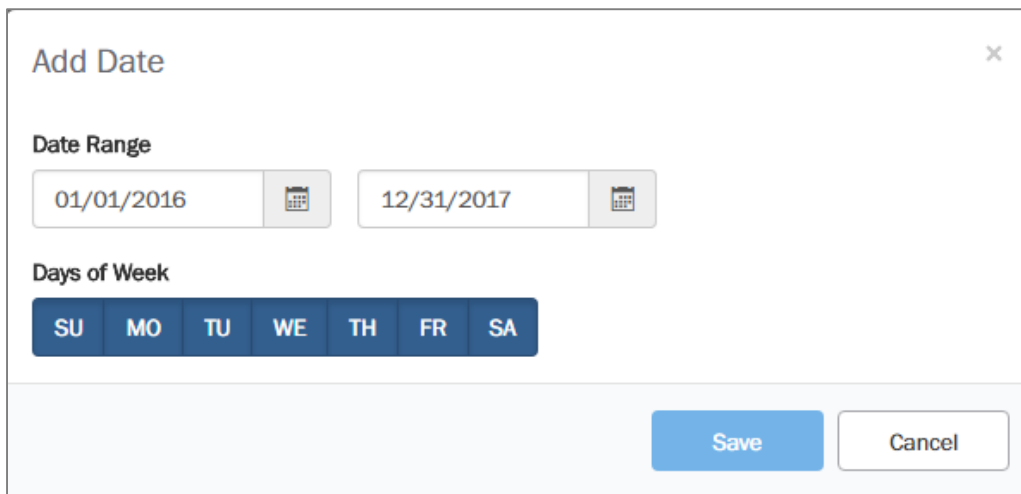 Add Date ×
Date Range
01/01/2016 12/31/2017
Days of Week
SU MO TU WE TH FR SA
Save Cancel